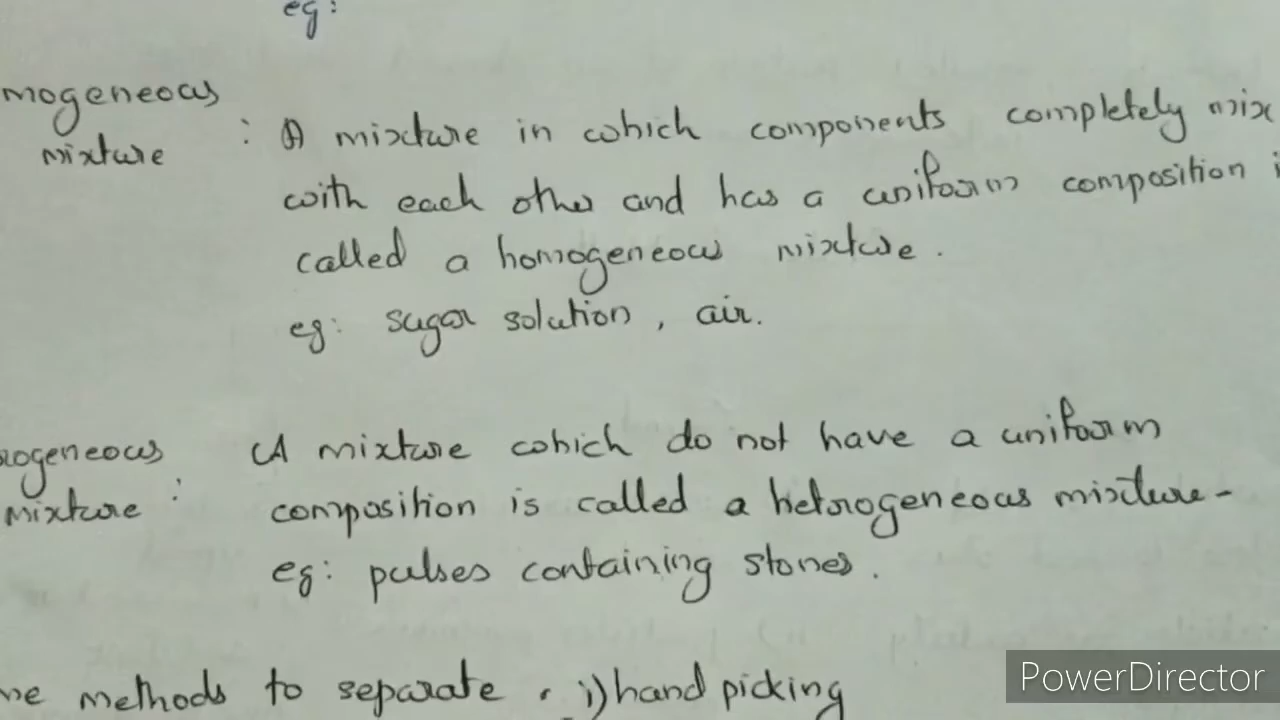 eg:
mogeneous
mixture : A mixture in which components completely mix
with each other and has a uniform composition i
called a homogeneous mixture.
eg: sugar solution, air.
rogeneous A mixture which do not have a uniform
mixture : composition is called a hetrogeneous mixture-
eg: pulses containing stones.
me methods to separate . i) hand picking
PowerDirector